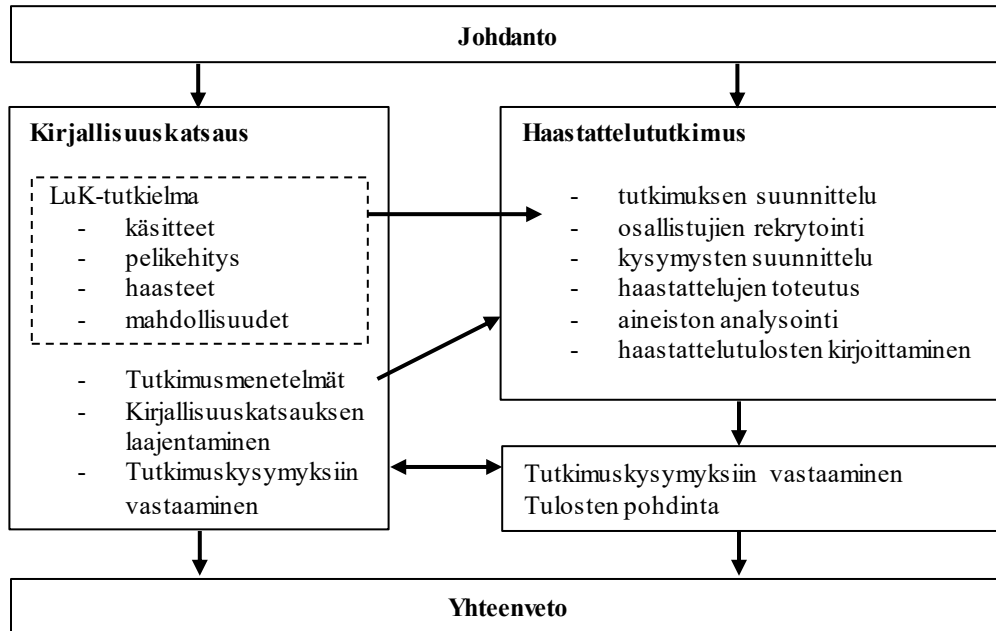 Johdanto
Kirjallisuuskatsaus
LuK-tutkielma
- käsitteet
- pelikehitys
- haasteet
- mahdollisuudet
- Tutkimusmenetelmät
- Kirjallisuuskatsauksen
laajentaminen
- Tutkimuskysymyksiin
vastaaminen
Haastattelututkimus
- tutkimuksen suunnittelu
- osallistujien rekrytointi
- kysymysten suunnittelu
- haastattelujen toteutus
- aineiston analysointi
- haastattelutulosten kirjoittaminen
Tutkimuskysymyksiin vastaaminen
Tulosten pohdinta
Yhteenveto